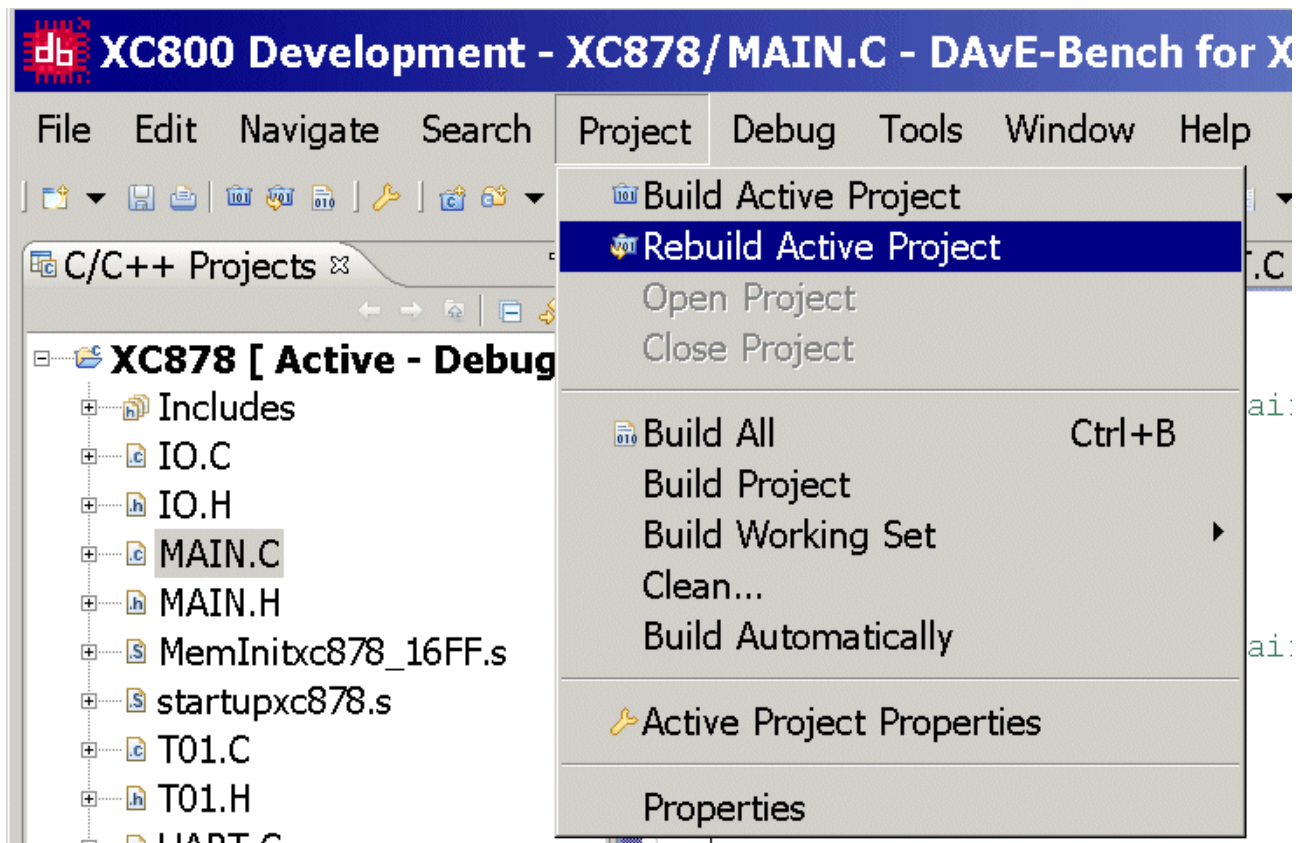 XC800 Development - XC878/MAIN.C - DAvE-Bench for X
File Edit Navigate Search Project Debug Tools Window Help
Build Active Project
Rebuild Active Project
Open Project
Close Project
Build All Ctrl+B
Build Project
Build Working Set
Clean...
Build Automatically
Active Project Properties
Properties
C/C++ Projects
XC878 [ Active - Debug
Includes
IO.C
IO.H
MAIN.C
MAIN.H
MemInitxc878_16FF.s
startupxc878.s
T01.C
T01.H
UART.C
.C